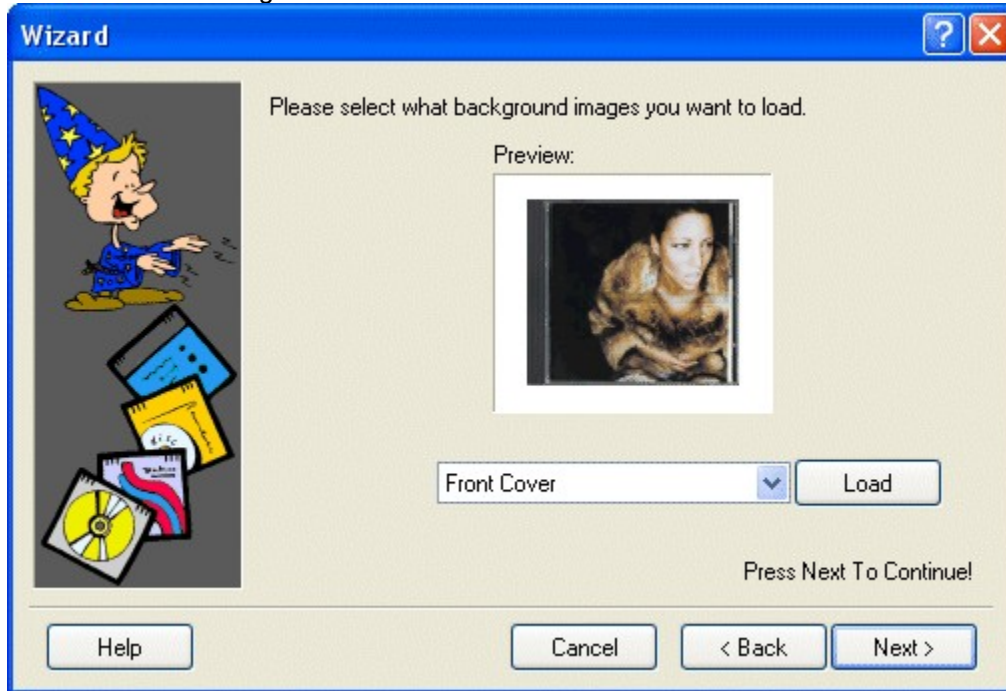 Wizard
Please select what background images you want to load.
Preview:
disc
Front Cover
Load
Press Next To Continue!
Help
Cancel
< Back
Next >